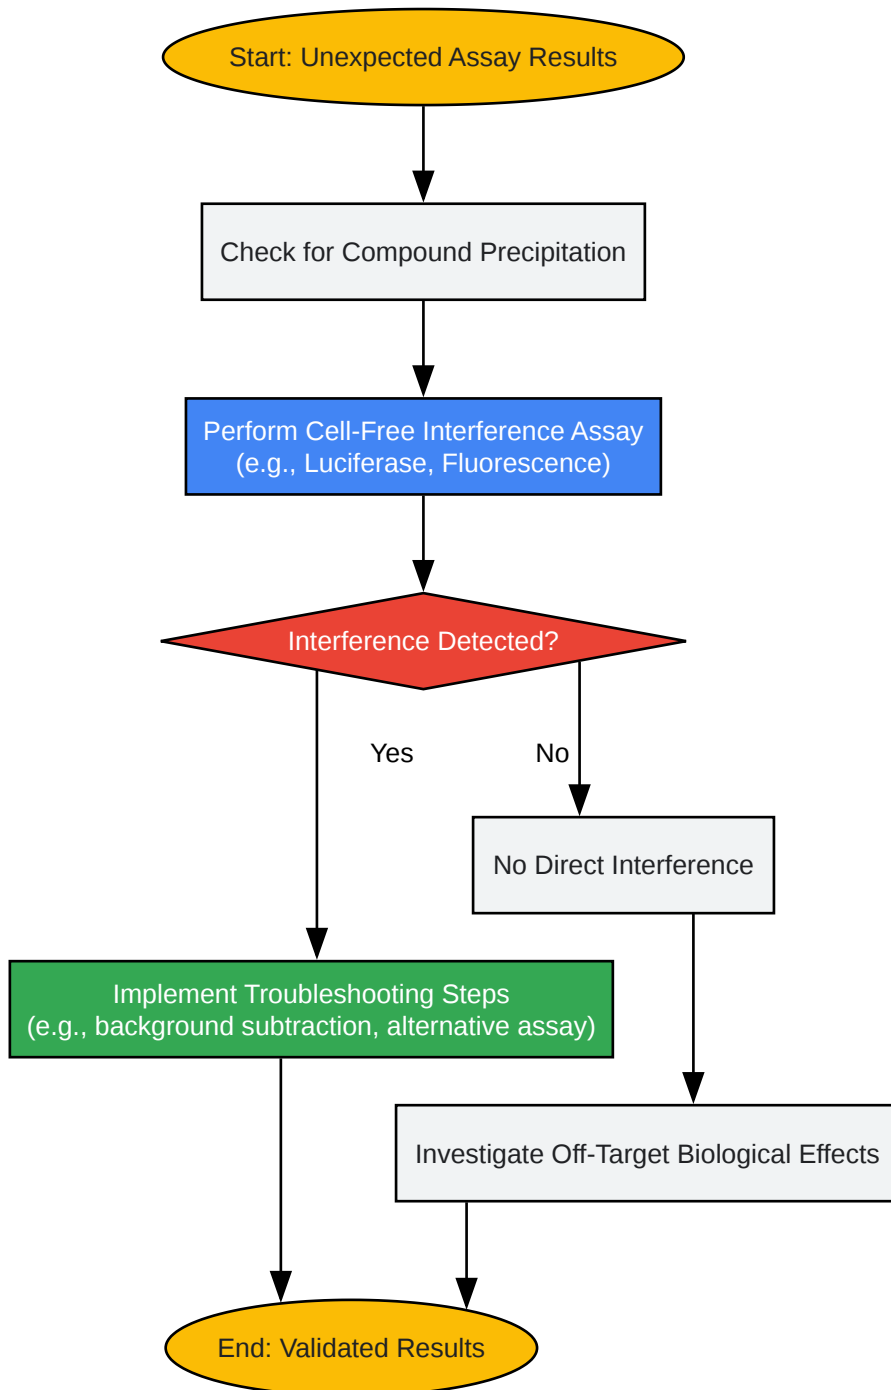 Start: Unexpected Assay Results
Check for Compound Precipitation
Perform Cell-Free Interference Assay
(e.g., Luciferase, Fluorescence)
Interference Detected?
Yes
No
No Direct Interference
Implement Troubleshooting Steps
(e.g., background subtraction, alternative assay)
Investigate Off-Target Biological Effects
End: Validated Results